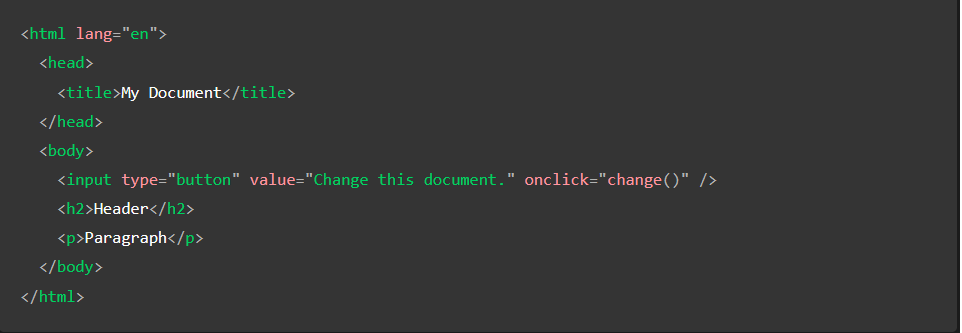 <html lang="en">
<head>
<title>My Document</title>
</head>
<body>
<input type="button" value="Change this document." onclick="change()" />
<h2>Header</h2>
<p>Paragraph</p>
</body>
</html>